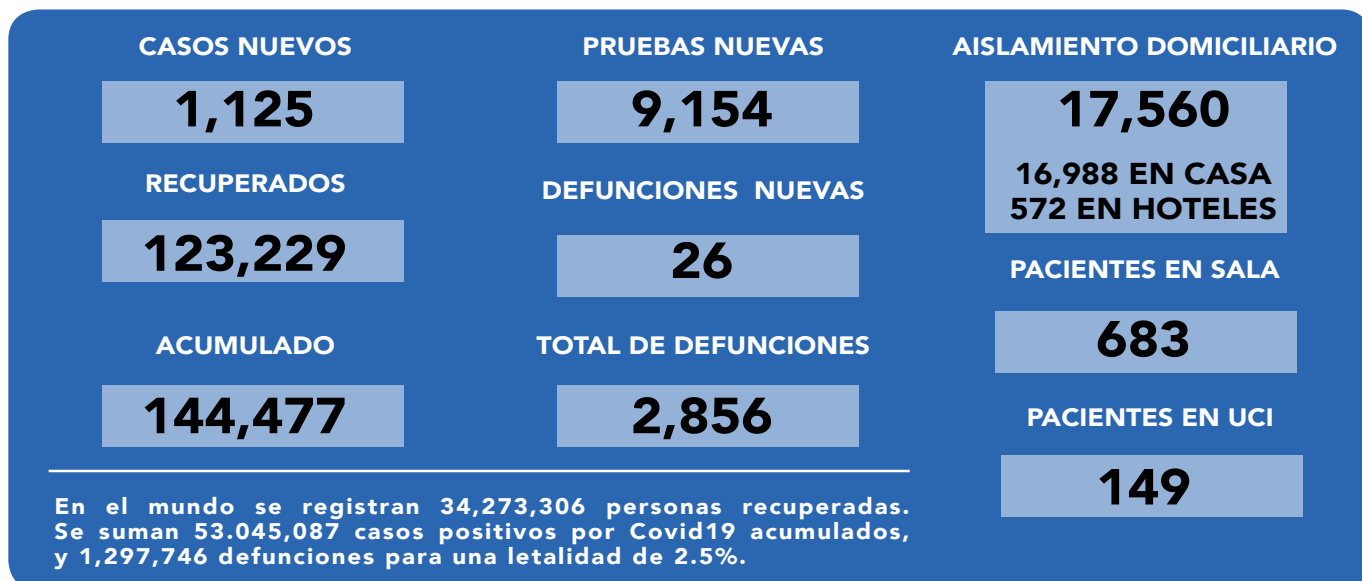 CASOS NUEVOS
1,125
RECUPERADOS
123,229
ACUMULADO
144,477
PRUEBAS NUEVAS
9,154
DEFUNCIONES NUEVAS
26
TOTAL DE DEFUNCIONES
2,856
AISLAMIENTO DOMICILIARIO
17,560
16,988 EN CASA
572 EN HOTELES
PACIENTES EN SALA
683
PACIENTES EN UCI
149
En el mundo se registran 34,273,306 personas recuperadas.
Se suman 53.045,087 casos positivos por Covid19 acumulados,
y 1,297,746 defunciones para una letalidad de 2.5%.